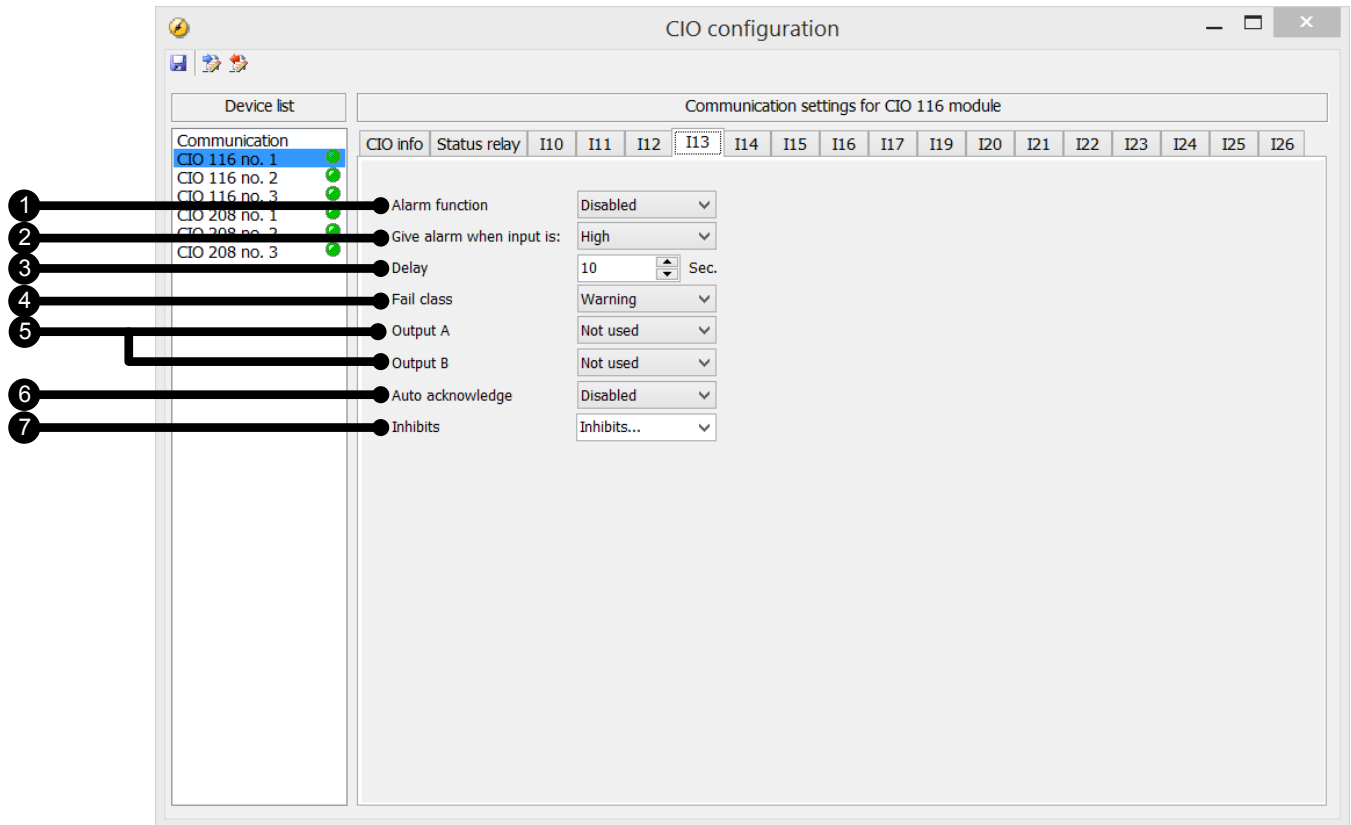 CIO configuration
Device list
Communication settings for CIO 116 module
Communication
CIO 116 no. 1
CIO 116 no. 2
CIO 116 no. 3
CIO 208 no. 1
CIO 208 no. 2
CIO 208 no. 3
CIO info Status relay I10 I11 I12 I13 I14 I15 I16 I17 I19 I20 I21 I22 I23 I24 I25 I26
1 Alarm function Disabled
2 Give alarm when input is: High
3 Delay 10 Sec.
4 Fail class Warning
5 Output A Not used
Output B Not used
6 Auto acknowledge Disabled
7 Inhibits Inhibits...